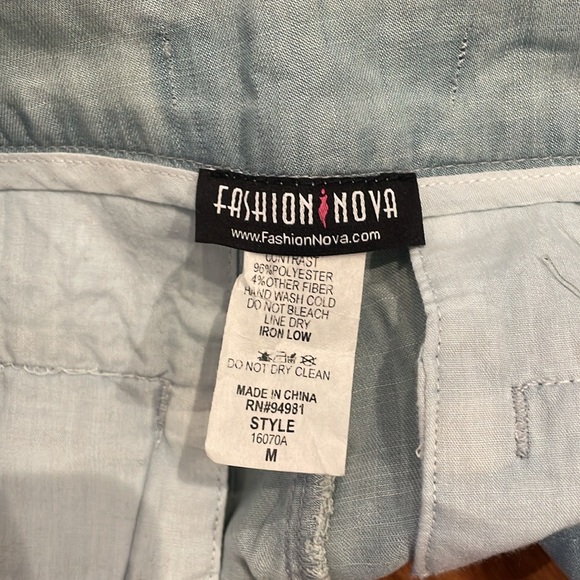 FASHION NOVA
www.FashionNova.com
CONTRAST
96%POLYESTER
4%OTHER FIBER
HAND WASH COLD
DO NOT BLEACH
LINE DRY
IRON LOW
DO NOT DRY CLEAN
MADE IN CHINA
RN#94981
STYLE
16070A
M